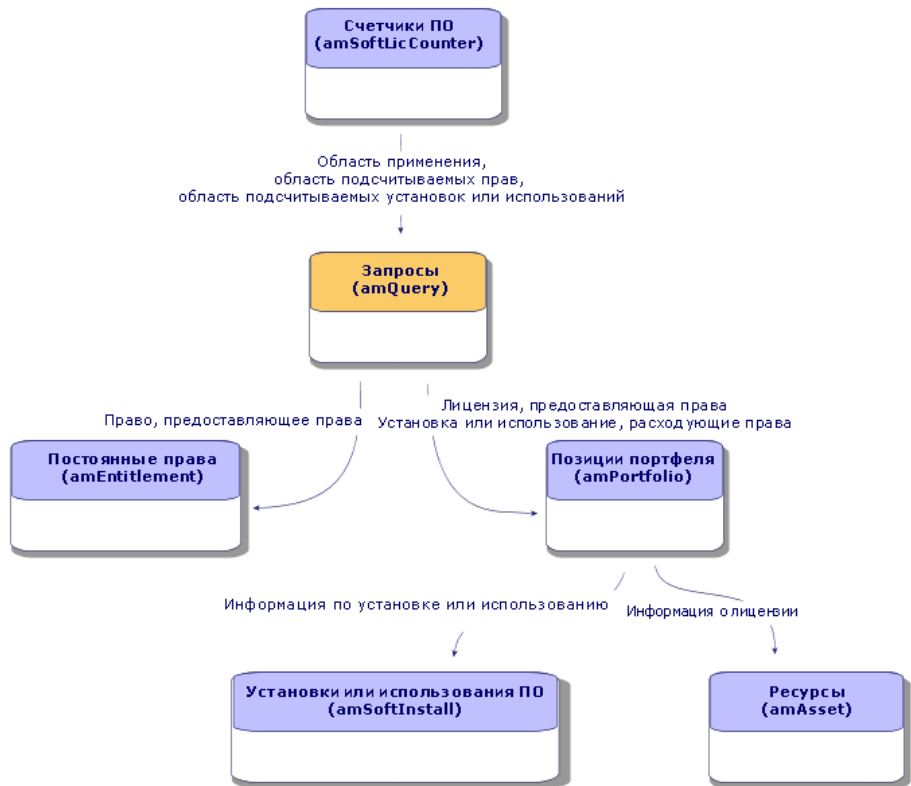 Счетчики ПО
(amSoftLicCounter)
Область применения,
область подсчитываемых прав,
область подсчитываемых установок или использований
Запросы
(amQuery)
Право, предоставляющее права
Лицензия, предоставляющая права
Установка или использование, расходующие права
Постоянные права
(amEntitlement)
Позиции портфеля
(amPortfolio)
Информация по установке или использованию
Информация о лицензии
Установки или использования ПО
(amSoftInstall)
Ресурсы
(amAsset)